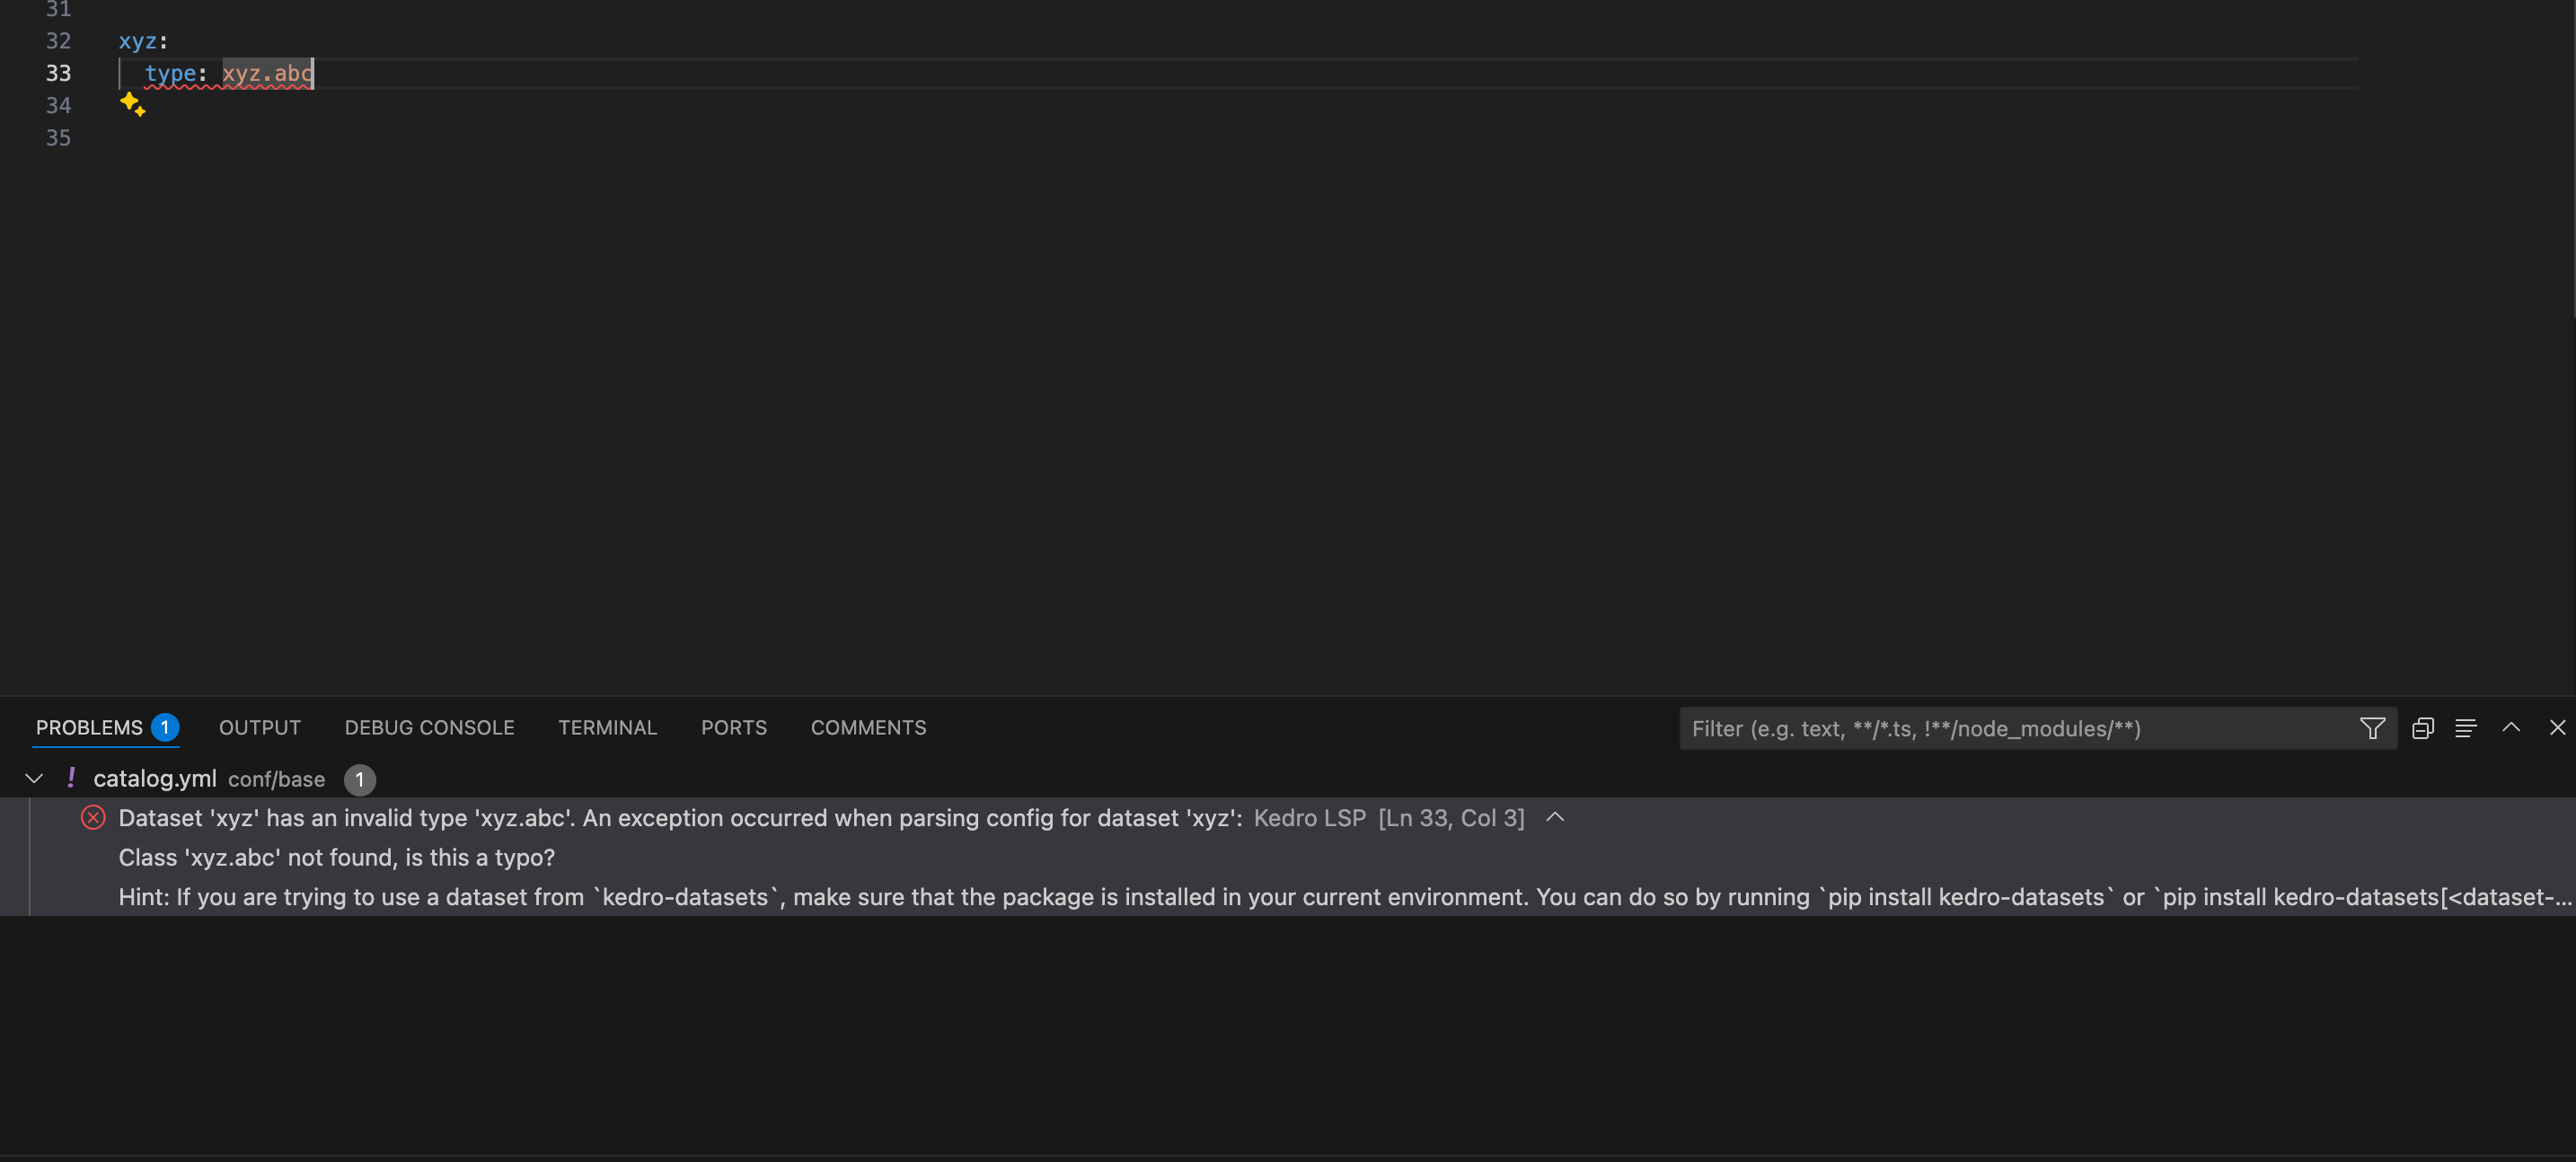 31
32 xyz:
33 type: xyz.abc
34
35
PROBLEMS 1 OUTPUT DEBUG CONSOLE TERMINAL PORTS COMMENTS Filter (e.g. text, **/*.ts, !**/node_modules/**)
! catalog.yml conf/base 1
Dataset 'xyz' has an invalid type 'xyz.abc'. An exception occurred when parsing config for dataset 'xyz': Kedro LSP [Ln 33, Col 3]
Class 'xyz.abc' not found, is this a typo?
Hint: If you are trying to use a dataset from `kedro-datasets`, make sure that the package is installed in your current environment. You can do so by running `pip install kedro-datasets` or `pip install kedro-datasets[<dataset-...